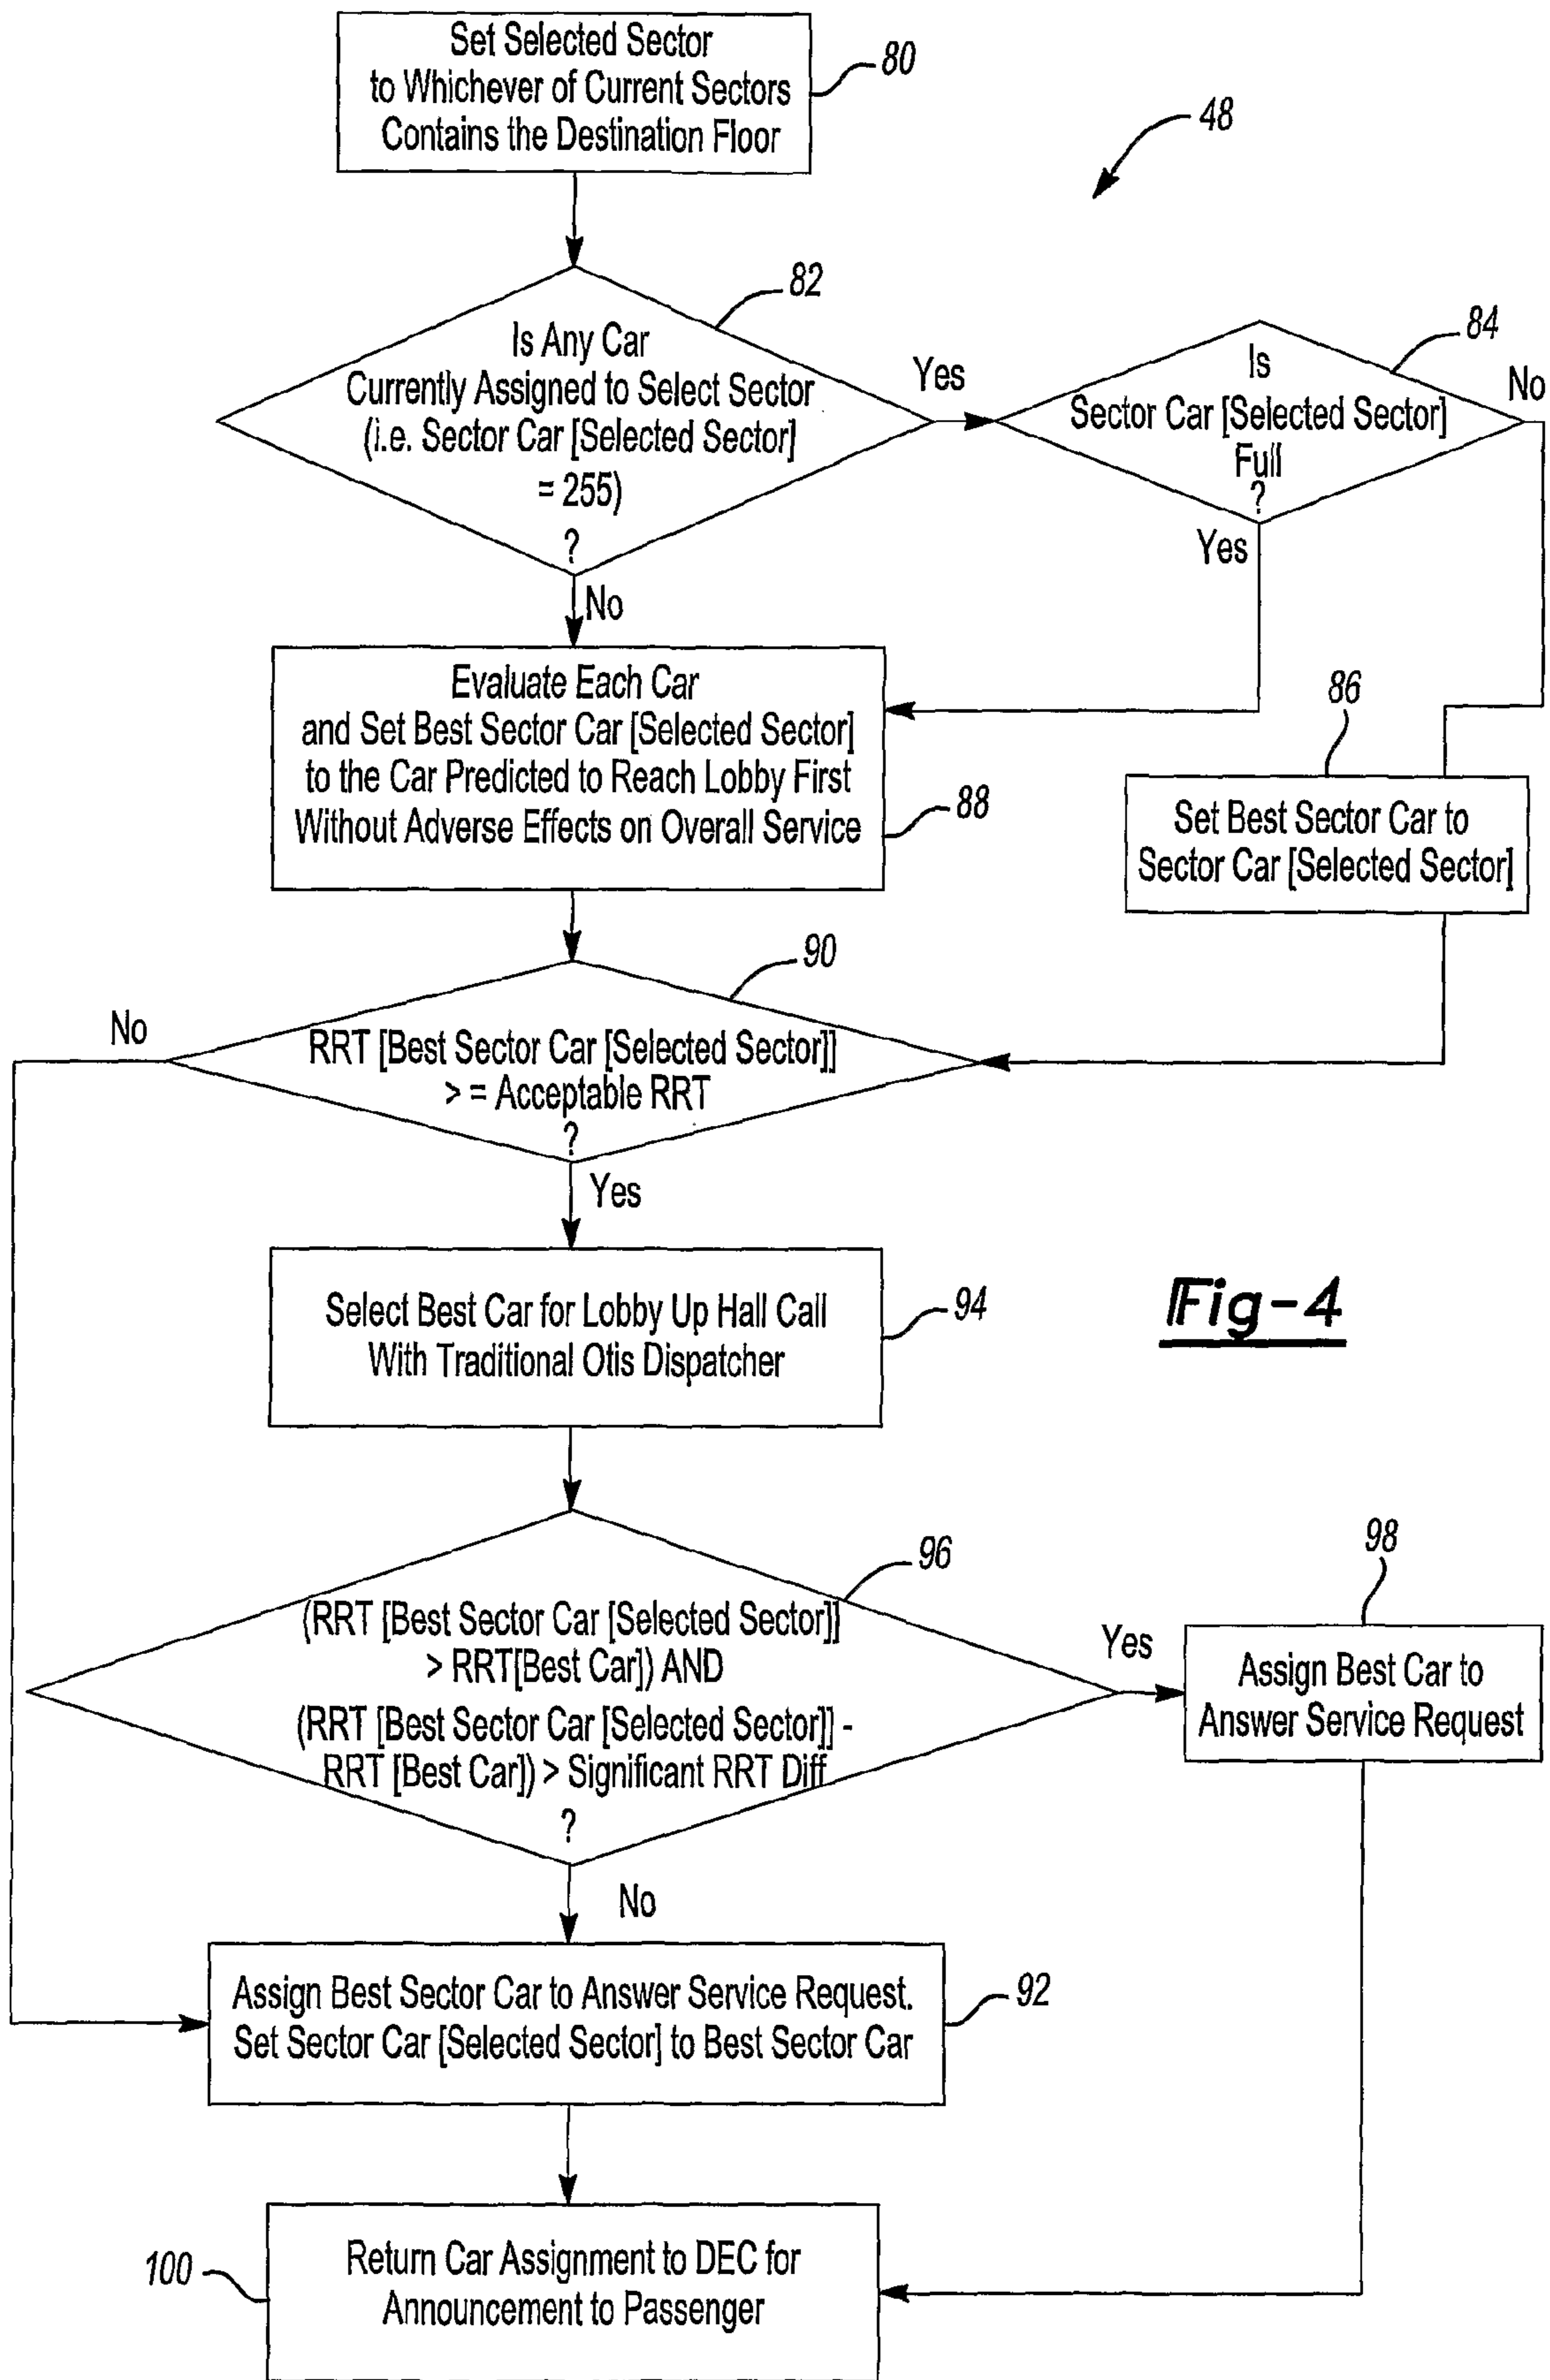 Set Selected Sector
to Whichever of Current Sectors
Contains the Destination Floor
80
48
82
Is Any Car
Currently Assigned to Select Sector
(i.e. Sector Car [Selected Sector]
= 255)
?
Yes
84
Is
Sector Car [Selected Sector]
Full
?
No
Yes
No
Evaluate Each Car
and Set Best Sector Car [Selected Sector]
to the Car Predicted to Reach Lobby First
Without Adverse Effects on Overall Service
88
86
Set Best Sector Car to
Sector Car [Selected Sector]
90
No
RRT [Best Sector Car [Selected Sector]]
> = Acceptable RRT
?
Yes
Select Best Car for Lobby Up Hall Call
With Traditional Otis Dispatcher
94
Fig-4
96
(RRT [Best Sector Car [Selected Sector]]
> RRT[Best Car]) AND
(RRT [Best Sector Car [Selected Sector]] -
RRT [Best Car]) > Significant RRT Diff
?
Yes
98
Assign Best Car to
Answer Service Request
No
Assign Best Sector Car to Answer Service Request.
Set Sector Car [Selected Sector] to Best Sector Car
92
100
Return Car Assignment to DEC for
Announcement to Passenger